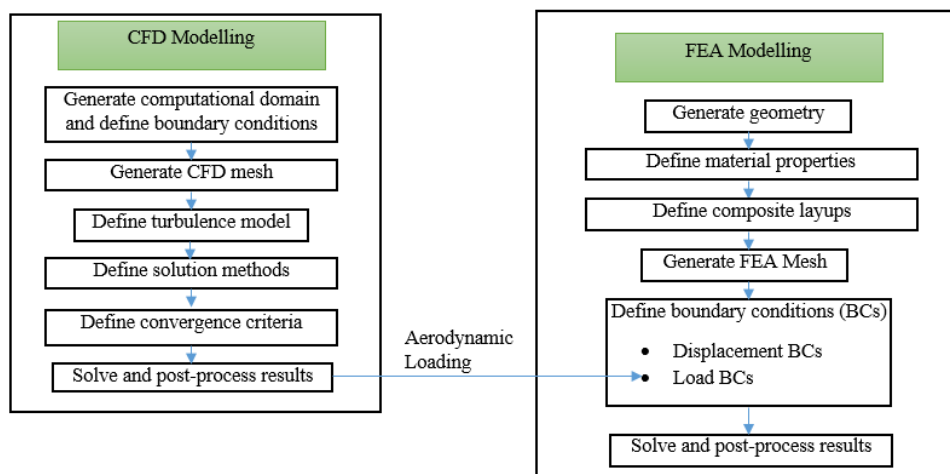 CFD Modelling
Generate computational domain
and define boundary conditions
Generate CFD mesh
Define turbulence model
Define solution methods
Define convergence criteria
Solve and post-process results
Aerodynamic
Loading
FEA Modelling
Generate geometry
Define material properties
Define composite layups
Generate FEA Mesh
Define boundary conditions (BCs)
• Displacement BCs
• Load BCs
Solve and post-process results